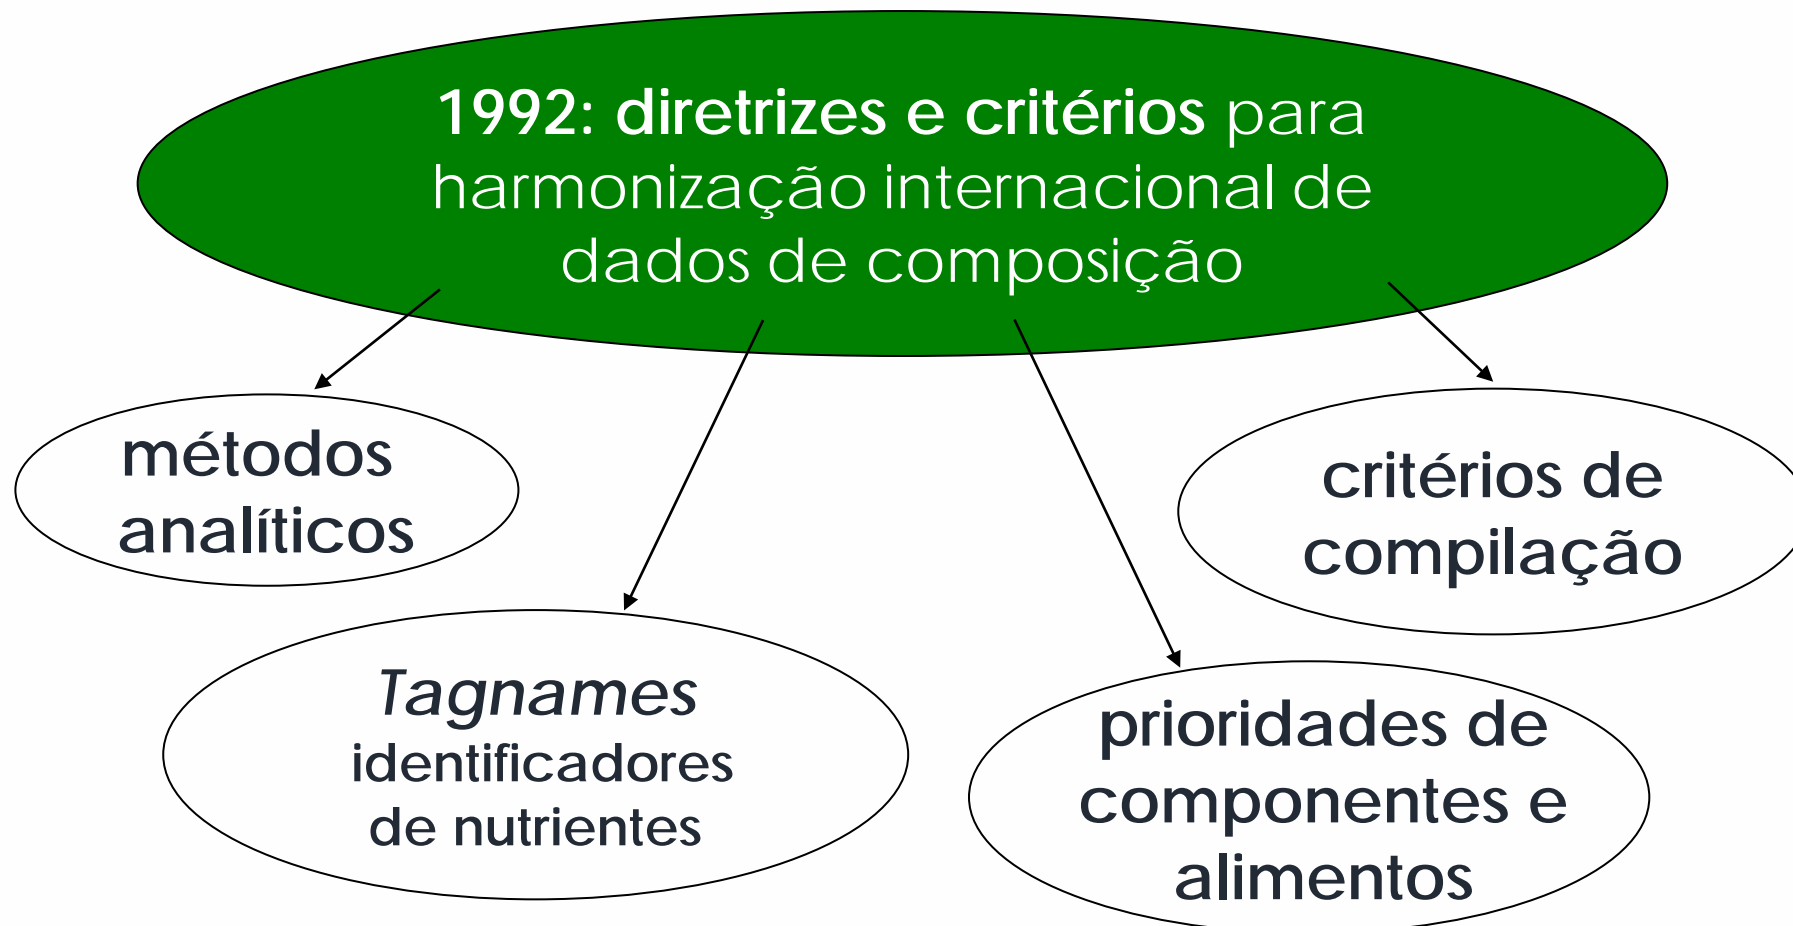 1992: diretrizes e critérios para
harmonização internacional de
dados de composição
métodos
analíticos
critérios de
compilação
Tagnames
identificadores
de nutrientes
prioridades de
componentes e
alimentos